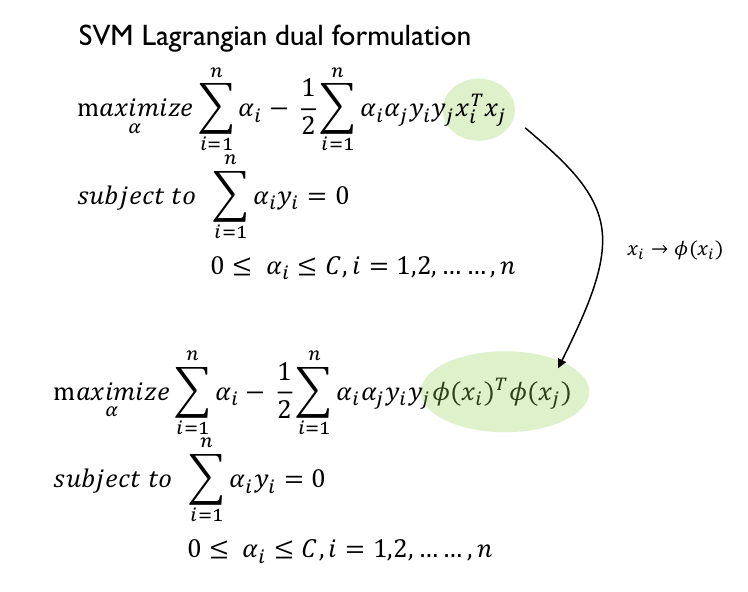 SVM Lagrangian dual formulation
maximize_α ∑_{i=1}^{n} α_i − 1/2 ∑_{i=1}^{n} α_i α_j y_i y_j x_i^T x_j
subject to ∑_{i=1}^{n} α_i y_i = 0
0 ≤ α_i ≤ C, i = 1,2, … …, n
x_i → ϕ(x_i)
maximize_α ∑_{i=1}^{n} α_i − 1/2 ∑_{i=1}^{n} α_i α_j y_i y_j ϕ(x_i)^T ϕ(x_j)
subject to ∑_{i=1}^{n} α_i y_i = 0
0 ≤ α_i ≤ C, i = 1,2, … …, n